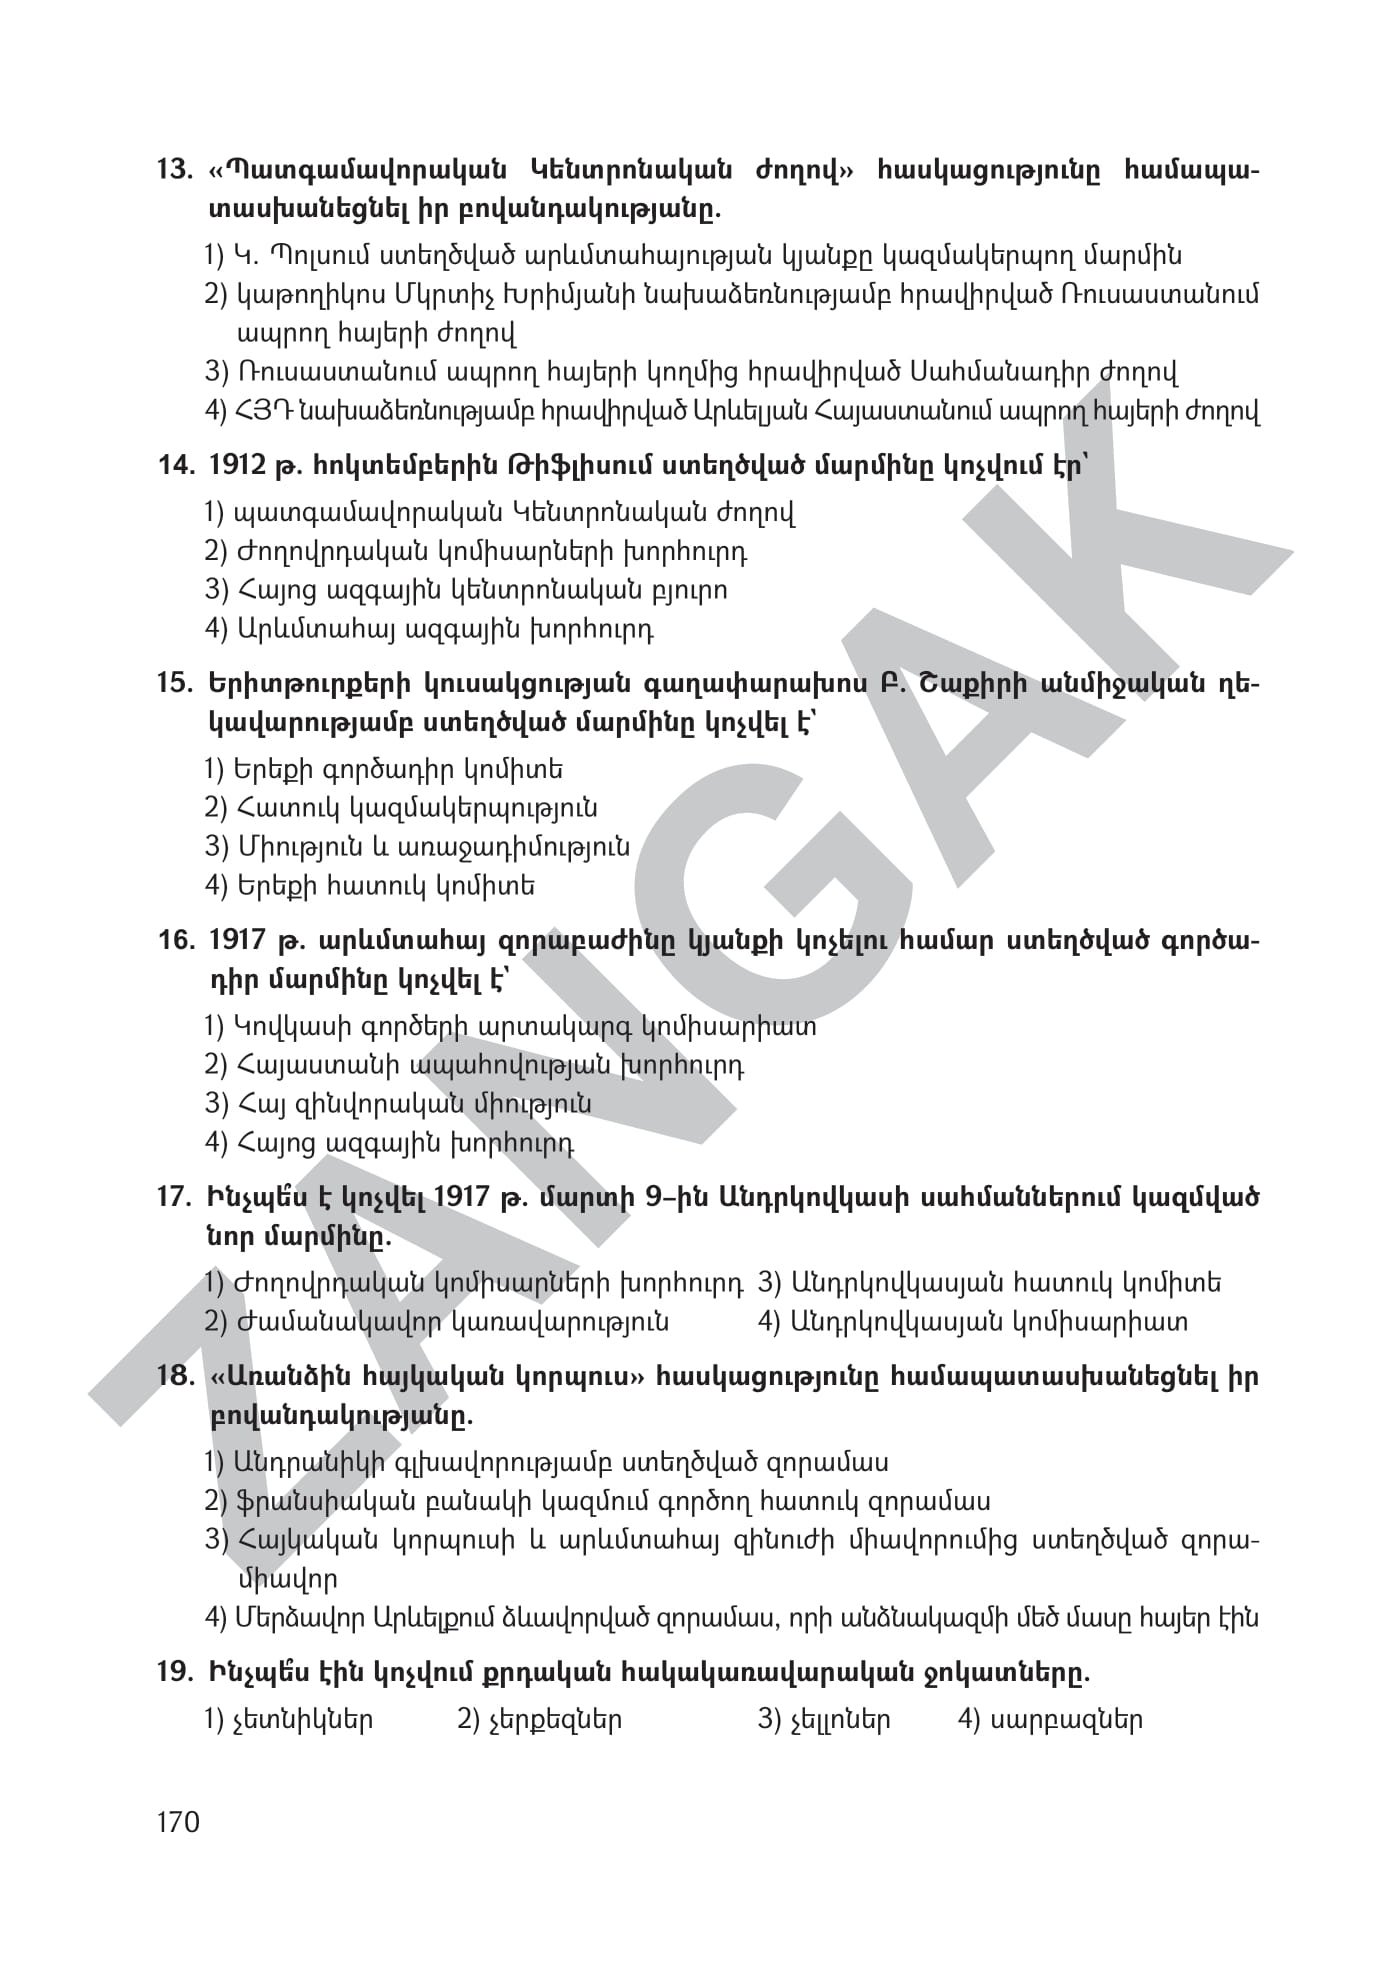 13. «Պատգամավորական Կենտրոնական ժողով» հասկացությունը համապա-
տասխանեցնել իր բովանդակությանը.
1) Կ. Պոլսում ստեղծված արևմտահայության կյանքը կազմակերպող մարմին
2) կաթողիկոս Մկրտիչ Խրիմյանի նախաձեռնությամբ հրավիրված Ռուսաստանում
ապրող հայերի ժողով
3) Ռուսաստանում ապրող հայերի կողմից հրավիրված Սահմանադիր ժողով
4) ՀՅԴ նախաձեռնությամբ հրավիրված Արևելյան Հայաստանում ապրող հայերի ժողով
14. 1912 թ. հոկտեմբերին Թիֆլիսում ստեղծված մարմինը կոչվում էր՝
1) պատգամավորական Կենտրոնական ժողով
2) Ժողովրդական կոմիսարների խորհուրդ
3) Հայոց ազգային կենտրոնական բյուրո
4) Արևմտահայ ազգային խորհուրդ
15. Երիտթուրքերի կուսակցության գաղափարախոս Բ. Շաքիրի անմիջական ղե-
կավարությամբ ստեղծված մարմինը կոչվել է՝
1) Երեքի գործադիր կոմիտե
2) Հատուկ կազմակերպություն
3) Միություն և առաջադիմություն
4) Երեքի հատուկ կոմիտե
16. 1917 թ. արևմտահայ զորաբաժինը կյանքի կոչելու համար ստեղծված գործա-
դիր մարմինը կոչվել է՝
1) Կովկասի գործերի արտակարգ կոմիսարիատ
2) Հայաստանի ապահովության խորհուրդ
3) Հայ զինվորական միություն
4) Հայոց ազգային խորհուրդ
17. Ինչպե՞ս է կոչվել 1917 թ. մարտի 9–ին Անդրկովկասի սահմաններում կազմված
նոր մարմինը.
1) Ժողովրդական կոմիսարների խորհուրդ 3) Անդրկովկասյան հատուկ կոմիտե
2) Ժամանակավոր կառավարություն 4) Անդրկովկասյան կոմիսարիատ
18. «Առանձին հայկական կորպուս» հասկացությունը համապատասխանեցնել իր
բովանդակությանը.
1) Անդրանիկի գլխավորությամբ ստեղծված զորամաս
2) ֆրանսիական բանակի կազմում գործող հատուկ զորամաս
3) Հայկական կորպուսի և արևմտահայ զինուժի միավորումից ստեղծված զորա-
միավոր
4) Մերձավոր Արևելքում ձևավորված զորամաս, որի անձնակազմի մեծ մասը հայեր էին
19. Ինչպե՞ս էին կոչվում քրդական հակակառավարական ջոկատները.
1) չետնիկներ 2) չերքեզներ 3) չելլոներ 4) սարբազներ
170
ZANGAK